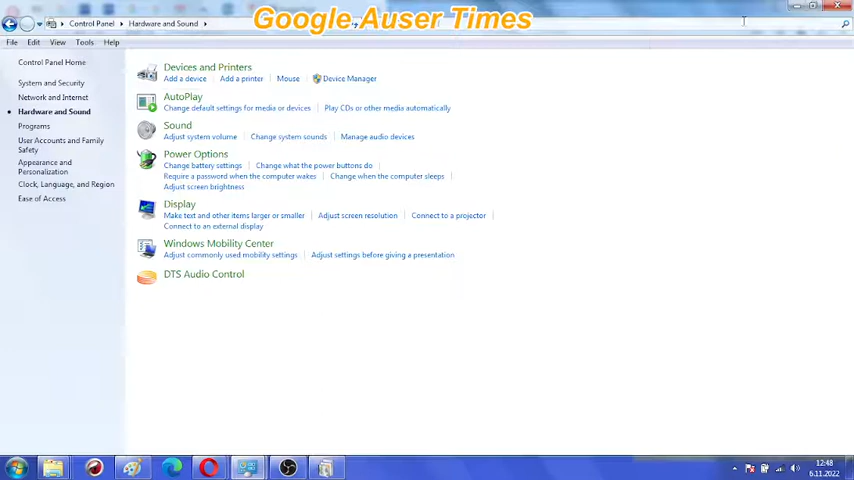 Google Auser Times
Control Panel
Hardware and Sound
File Edit View Tools Help
Control Panel Home
System and Security
Network and Internet
Hardware and Sound
Programs
User Accounts and Family
Safety
Appearance and
Personalization
Clock, Language, and Region
Ease of Access
Devices and Printers
Add a device Add a printer Mouse Device Manager
AutoPlay
Change default settings for media or devices Play CDs or other media automatically
Sound
Adjust system volume Change system sounds Manage audio devices
Power Options
Change battery settings Change what the power buttons do
Require a password when the computer wakes Change when the computer sleeps
Adjust screen brightness
Display
Make text and other items larger or smaller Adjust screen resolution Connect to a projector
Connect to an external display
Windows Mobility Center
Adjust commonly used mobility settings Adjust settings before giving a presentation
DTS Audio Control
12:48
6.11.2022